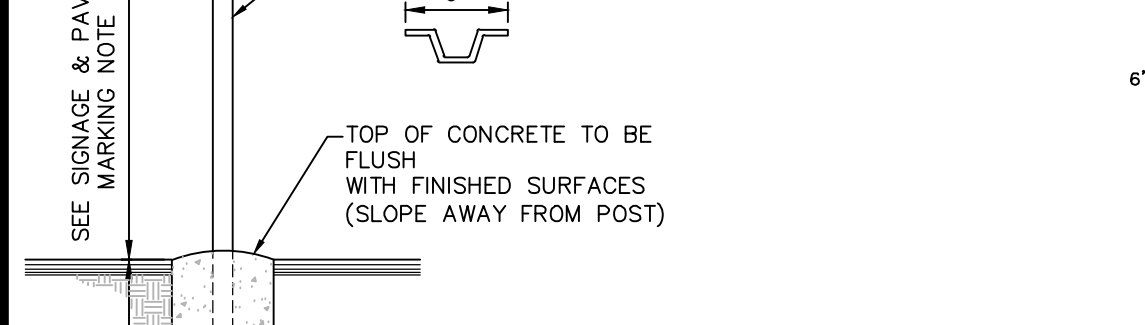 SEE SIGNAGE & PAV
MARKING NOTE
6'
TOP OF CONCRETE TO BE
FLUSH
WITH FINISHED SURFACES
(SLOPE AWAY FROM POST)